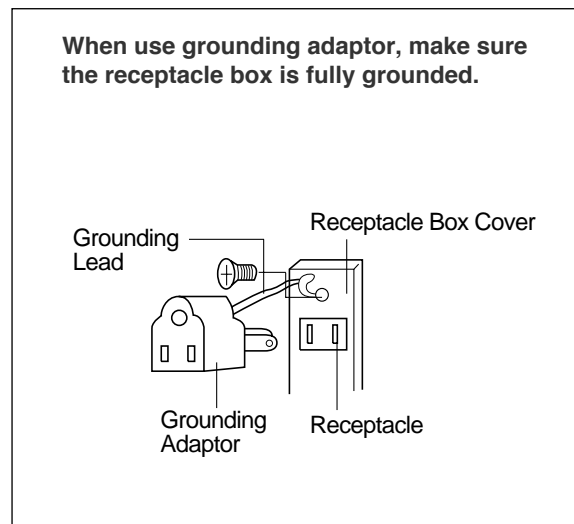 When use grounding adaptor, make sure
the receptacle box is fully grounded.
Grounding
Lead
Receptacle Box Cover
Grounding
Adaptor
Receptacle